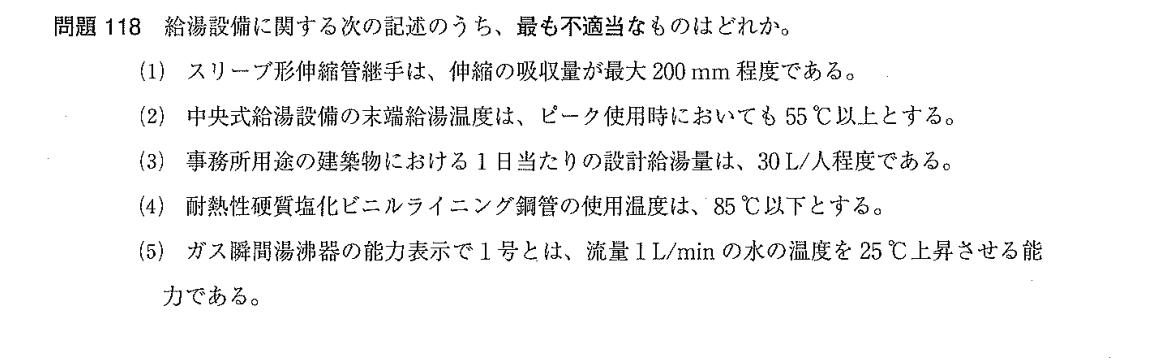 問題 118 給湯設備に関する次の記述のうち、最も不適当なものはどれか。
(1) スリーブ形伸縮管継手は、伸縮の吸収量が最大 200 mm 程度である。
(2) 中央式給湯設備の末端給湯温度は、ピーク使用時においても 55 ℃以上とする。
(3) 事務所用途の建築物における 1 日当たりの設計給湯量は、30 L/人程度である。
(4) 耐熱性硬質塩化ビニルライニング鋼管の使用温度は、85 ℃以下とする。
(5) ガス瞬間湯沸器の能力表示で 1 号とは、流量 1 L/min の水の温度を 25 ℃上昇させる能
力である。